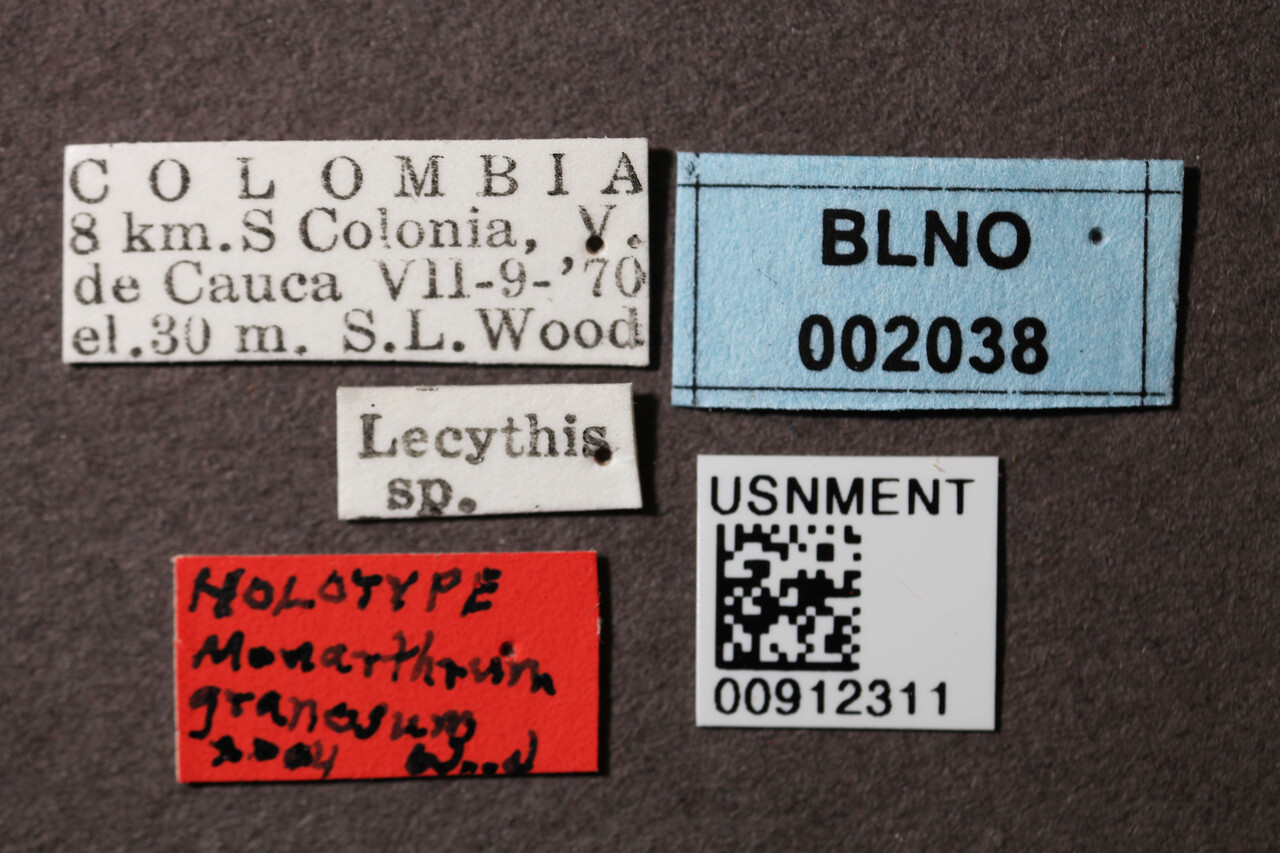 COLOMBIA
8 km.S Colonia, V.
de Cauca VII-9-'70
el.30 m. S.L.Wood
BLNO
002038
Lecythis
sp.
USNMENT
00912311
HOLOTYPE
Monarthrum
granosum
Wood